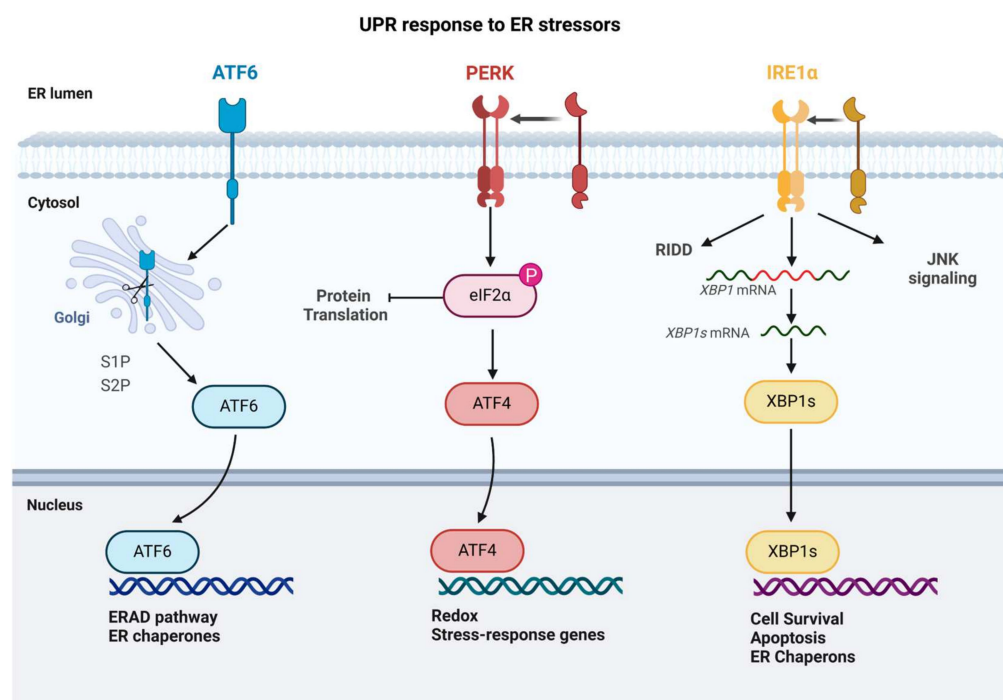 UPR response to ER stressors
ATF6
PERK
IRE1α
ER lumen
Cytosol
Golgi
S1P
S2P
ATF6
Protein
Translation
eIF2α
P
ATF4
RIDD
JNK
signaling
XBP1 mRNA
XBP1s mRNA
XBP1s
Nucleus
ATF6
ERAD pathway
ER chaperones
ATF4
Redox
Stress-response genes
XBP1s
Cell Survival
Apoptosis
ER Chaperons